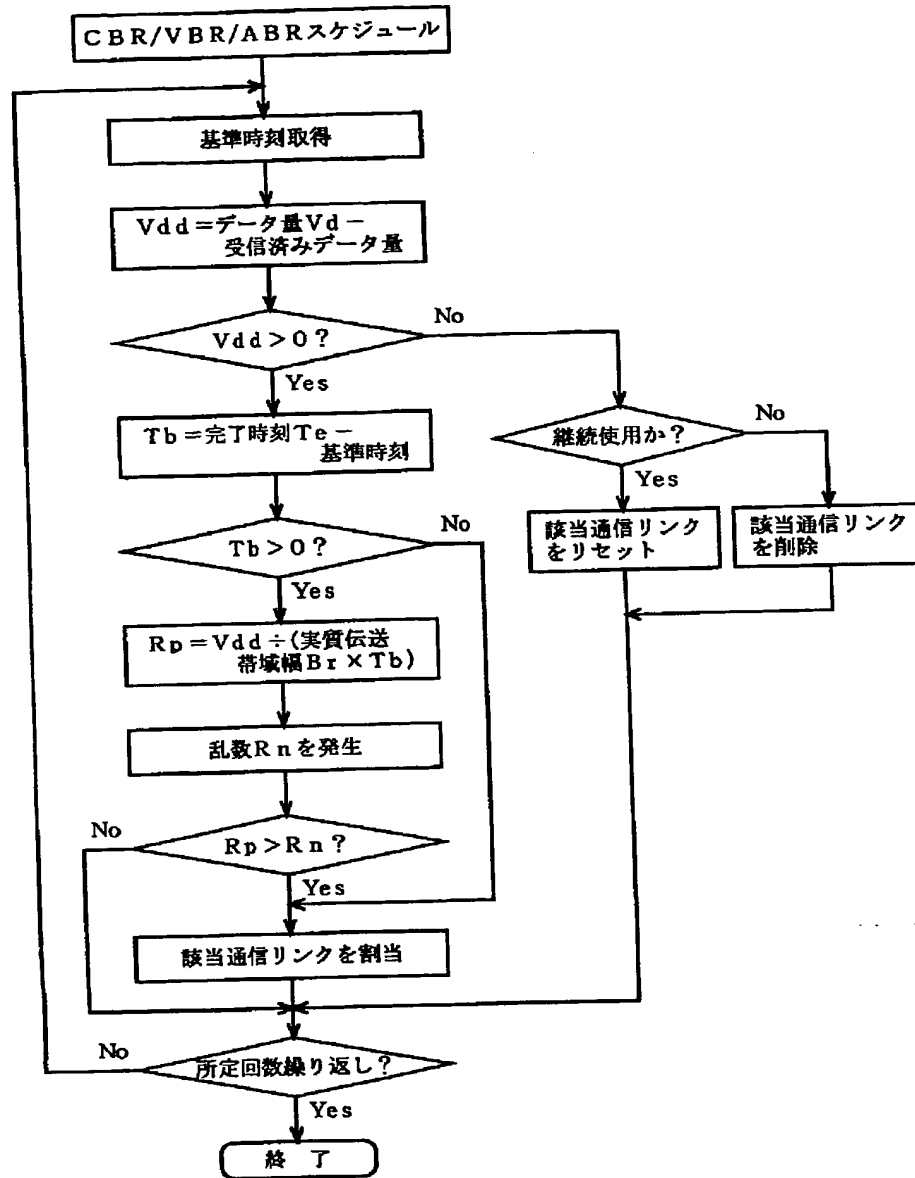 CBR/VBR/ABRスケジュール
基準時刻取得
Vdd=データ量Vd−
受信済みデータ量
Vdd>0?
No
Yes
Tb=完了時刻Te−
基準時刻
継続使用か?
No
Yes
該当通信リンク
をリセット
該当通信リンク
を削除
Tb>0?
No
Yes
Rp=Vdd÷(実質伝送
帯域幅Br×Tb)
乱数Rnを発生
Rp>Rn?
No
Yes
該当通信リンクを割当
所定回数繰り返し?
No
Yes
終 了